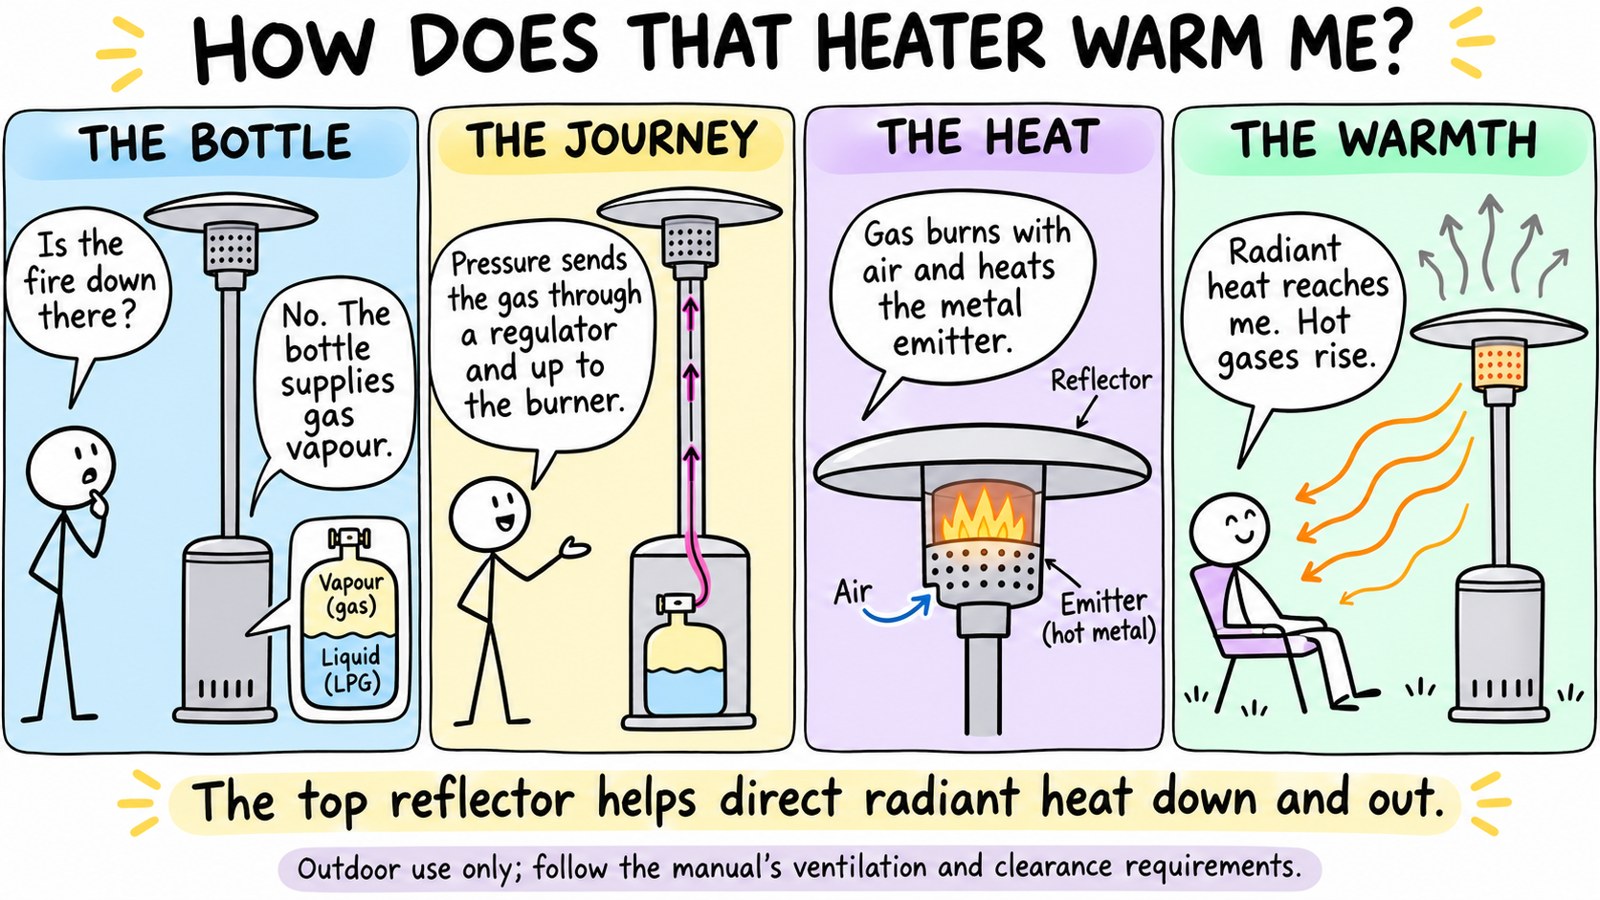 HOW DOES THAT HEATER WARM ME?
THE BOTTLE
Is the
fire down
there?
No. The
bottle
supplies
gas
vapour.
Vapour
(gas)
Liquid
(LPG)
THE JOURNEY
Pressure sends
the gas through
a regulator
and up to
the burner.
THE HEAT
Gas burns with
air and heats
the metal
emitter.
Reflector
Air
Emitter
(hot metal)
THE WARMTH
Radiant
heat reaches
me. Hot
gases rise.
The top reflector helps direct radiant heat down and out.
Outdoor use only; follow the manual's ventilation and clearance requirements.